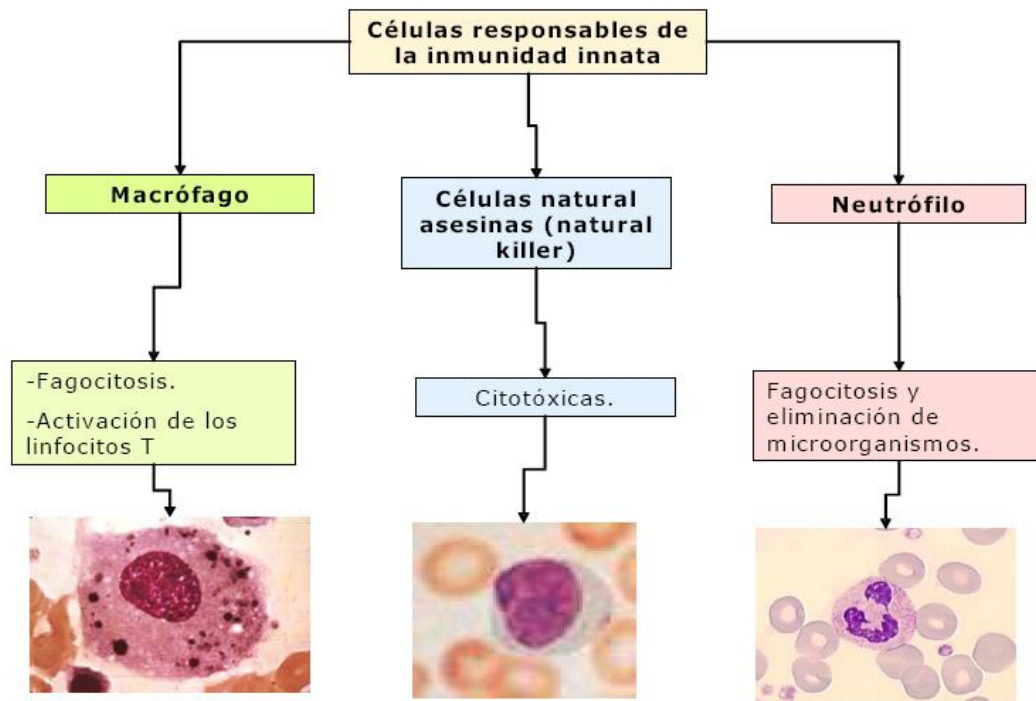 Células responsables de
la inmunidad innata
Macrófago
-Fagocitosis.
-Activación de los
linfocitos T
Células natural
asesinas (natural
killer)
Citotóxicas.
Neutrófilo
Fagocitosis y
eliminación de
microorganismos.